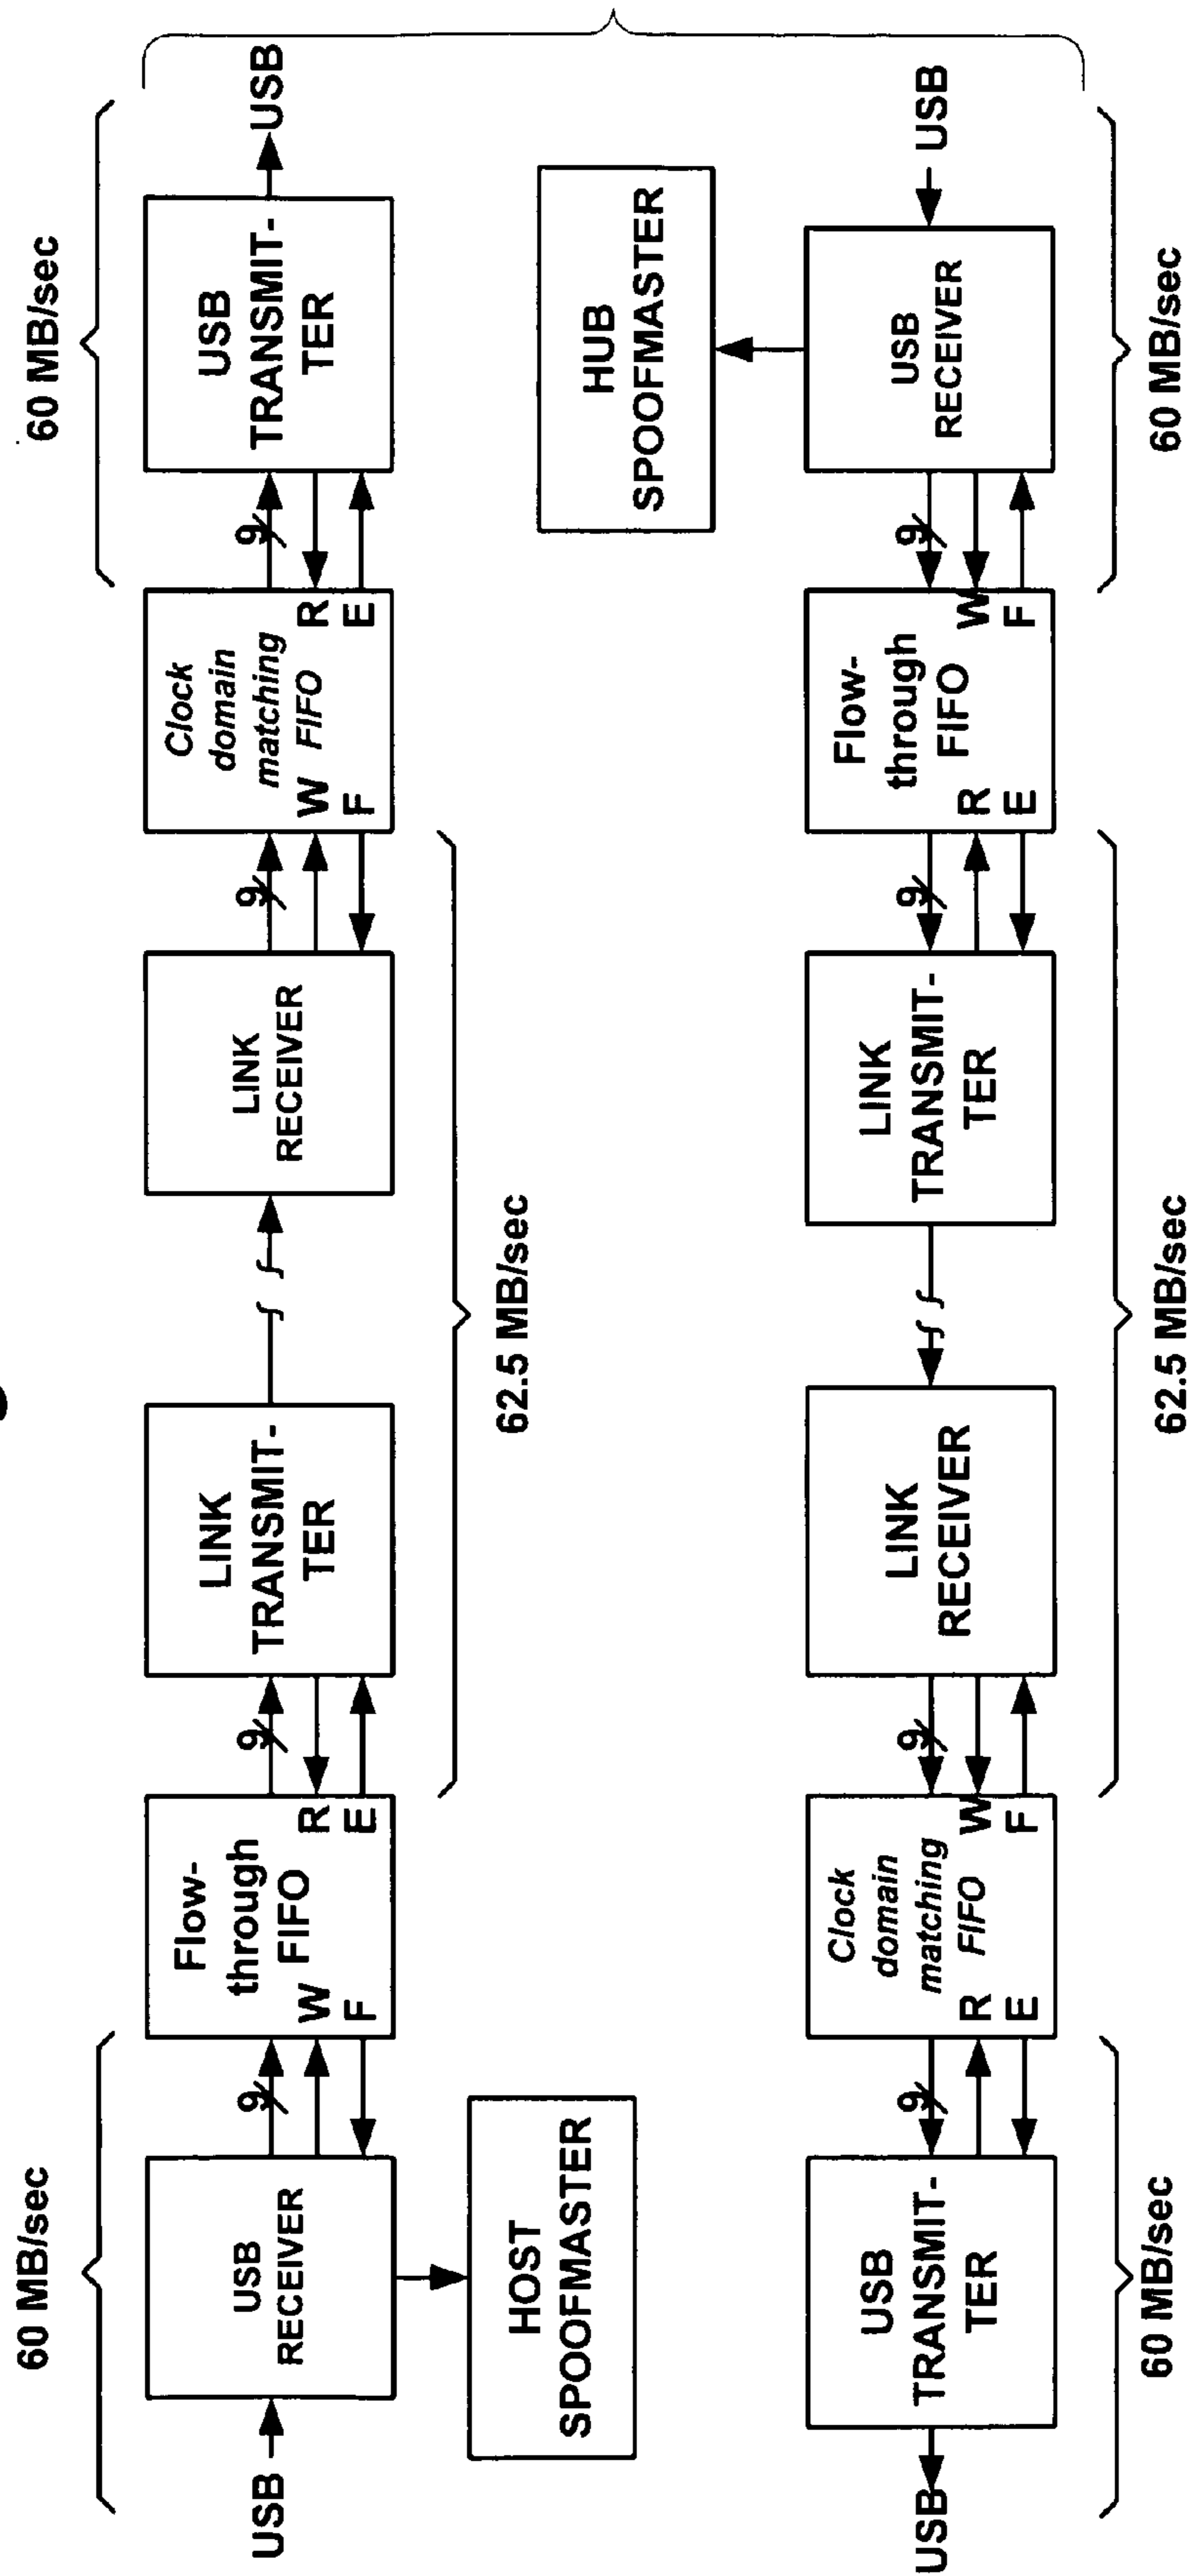 60 MB/sec
60 MB/sec
USB
USB
RECEIVER
9
Flow-
through
FIFO
W
R
F
E
9
LINK
TRANSMIT-
TER
LINK
RECEIVER
9
Clock
domain
matching
FIFO
W
R
F
E
9
USB
TRANSMIT-
TER
USB
62.5 MB/sec
HOST
SPOOFMASTER
HUB
SPOOFMASTER
USB
USB
TRANSMIT-
TER
9
Clock
domain
matching
FIFO
R
W
E
F
9
LINK
RECEIVER
LINK
TRANSMIT-
TER
9
Flow-
through
FIFO
R
W
E
F
9
USB
RECEIVER
USB
60 MB/sec
62.5 MB/sec
60 MB/sec